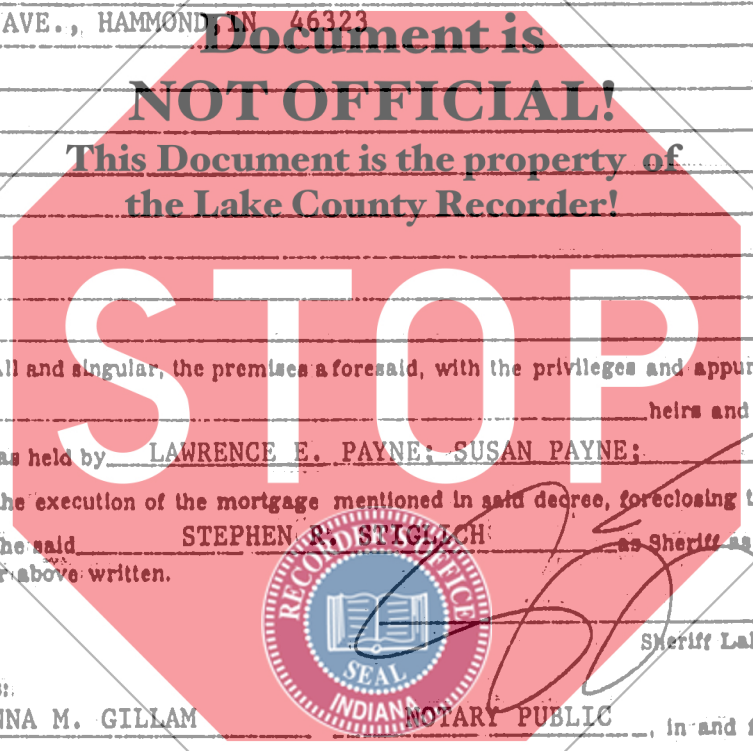 AVE., HAMMOND, IN 46323
Document is
NOT OFFICIAL!
This Document is the property of
the Lake County Recorder!
STOP
all and singular, the premises aforesaid, with the privileges and appur
heirs and
as held by LAWRENCE E. PAYNE; SUSAN PAYNE;
the execution of the mortgage mentioned in said decree, foreclosing t
he said STEPHEN R. STIGLICH as Sheriff as
r above written.
RECORDER'S OFFICE
SEAL
INDIANA
Sheriff Lak
s:
NNA M. GILLAM NOTARY PUBLIC, in and f